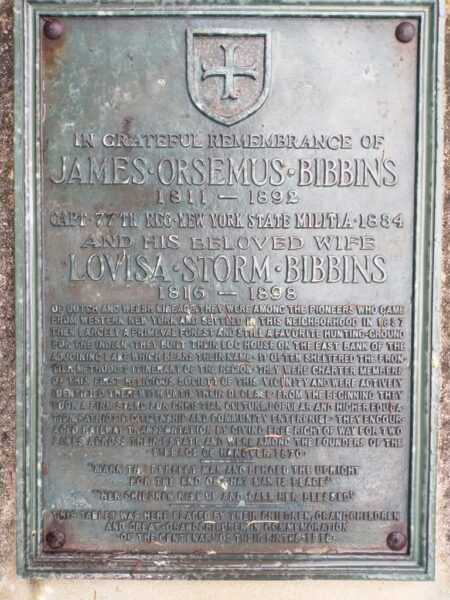 IN GRATEFUL REMEMBRANCE OF
JAMES·ORSEMUS·BIBBINS
1811 — 1892
CAPT·77TH REG·NEW YORK STATE MILITIA·1834
AND HIS BELOVED WIFE
LOVISA·STORM·BIBBINS
1816 — 1898
OF DUTCH AND WELSH LINEAGE, THEY WERE AMONG THE PIONEERS WHO CAME
FROM WESTERN NEW YORK AND SETTLED IN THIS NEIGHBORHOOD IN 1837
THEN LARGELY PRIMEVAL FOREST AND STILL A FAVORITE HUNTING-GROUND
FOR THE INDIAN·THEY BUILT THEIR LOG HOUSE ON THE EAST BANK OF THE
ADJOINING LAKE WHICH BEARS THEIR NAME·IT OFTEN SHELTERED THE FRON-
TIER METHODIST ITINERANT OF THE REGION·THEY WERE CHARTER MEMBERS
OF THE FIRST RELIGIOUS SOCIETY OF THIS VICINITY AND WERE ACTIVELY
IDENTIFIED THEREWITH UNTIL THEIR DECEASE·FROM THE BEGINNING THEY
TOOK A FIRM STAND FOR CHRISTIAN CULTURE, POPULAR AND HIGHER EDUCA-
TION, PATRIOTIC CITIZENSHIP AND COMMUNITY ENTERPRISE·THEY ENCOUR-
AGED RAILWAY TRANSPORTATION BY GIVING FREE RIGHT OF WAY FOR TWO
LINES ACROSS THEIR ESTATE AND WERE AMONG THE FOUNDERS OF THE
·VILLAGE OF HANOVER, 1870·
"MARK THE PERFECT MAN AND BEHOLD THE UPRIGHT
FOR THE END OF THAT MAN IS PEACE"
"HER CHILDREN RISE UP AND CALL HER BLESSED"
THIS TABLET WAS HERE PLACED BY THEIR CHILDREN, GRANDCHILDREN
AND GREAT-GRANDCHILDREN IN COMMEMORATION
OF THE CENTENARY OF THEIR BIRTHS·1916·